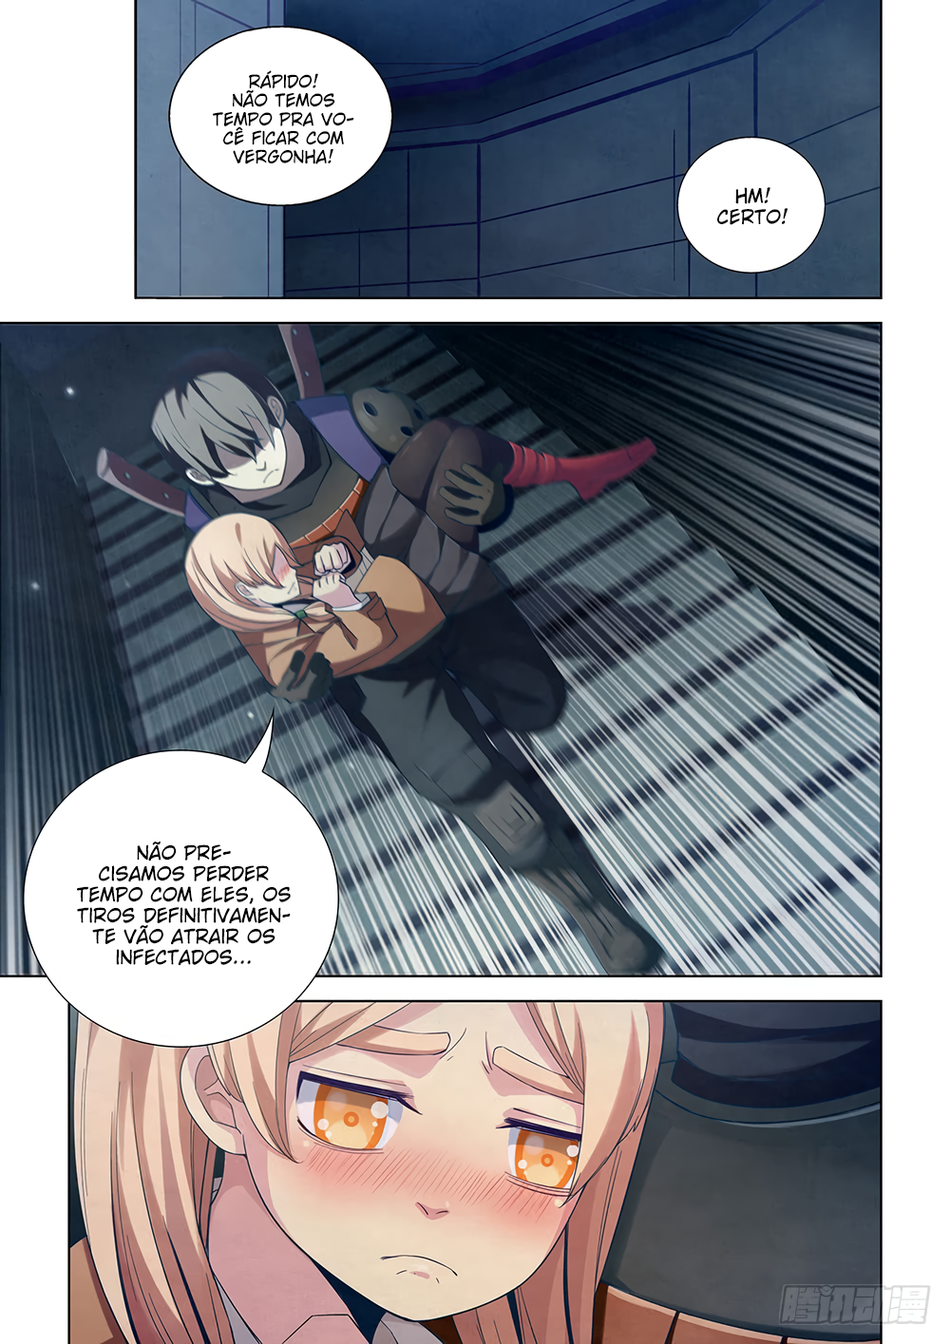 RÁPIDO!
NÃO TEMOS
TEMPO PRA VO-
CÊ FICAR COM
VERGONHA!
HM!
CERTO!
NÃO PRE-
CISAMOS PERDER
TEMPO COM ELES, OS
TIROS DEFINITIVAMEN-
TE VÃO ATRAIR OS
INFECTADOS...
腾讯动漫